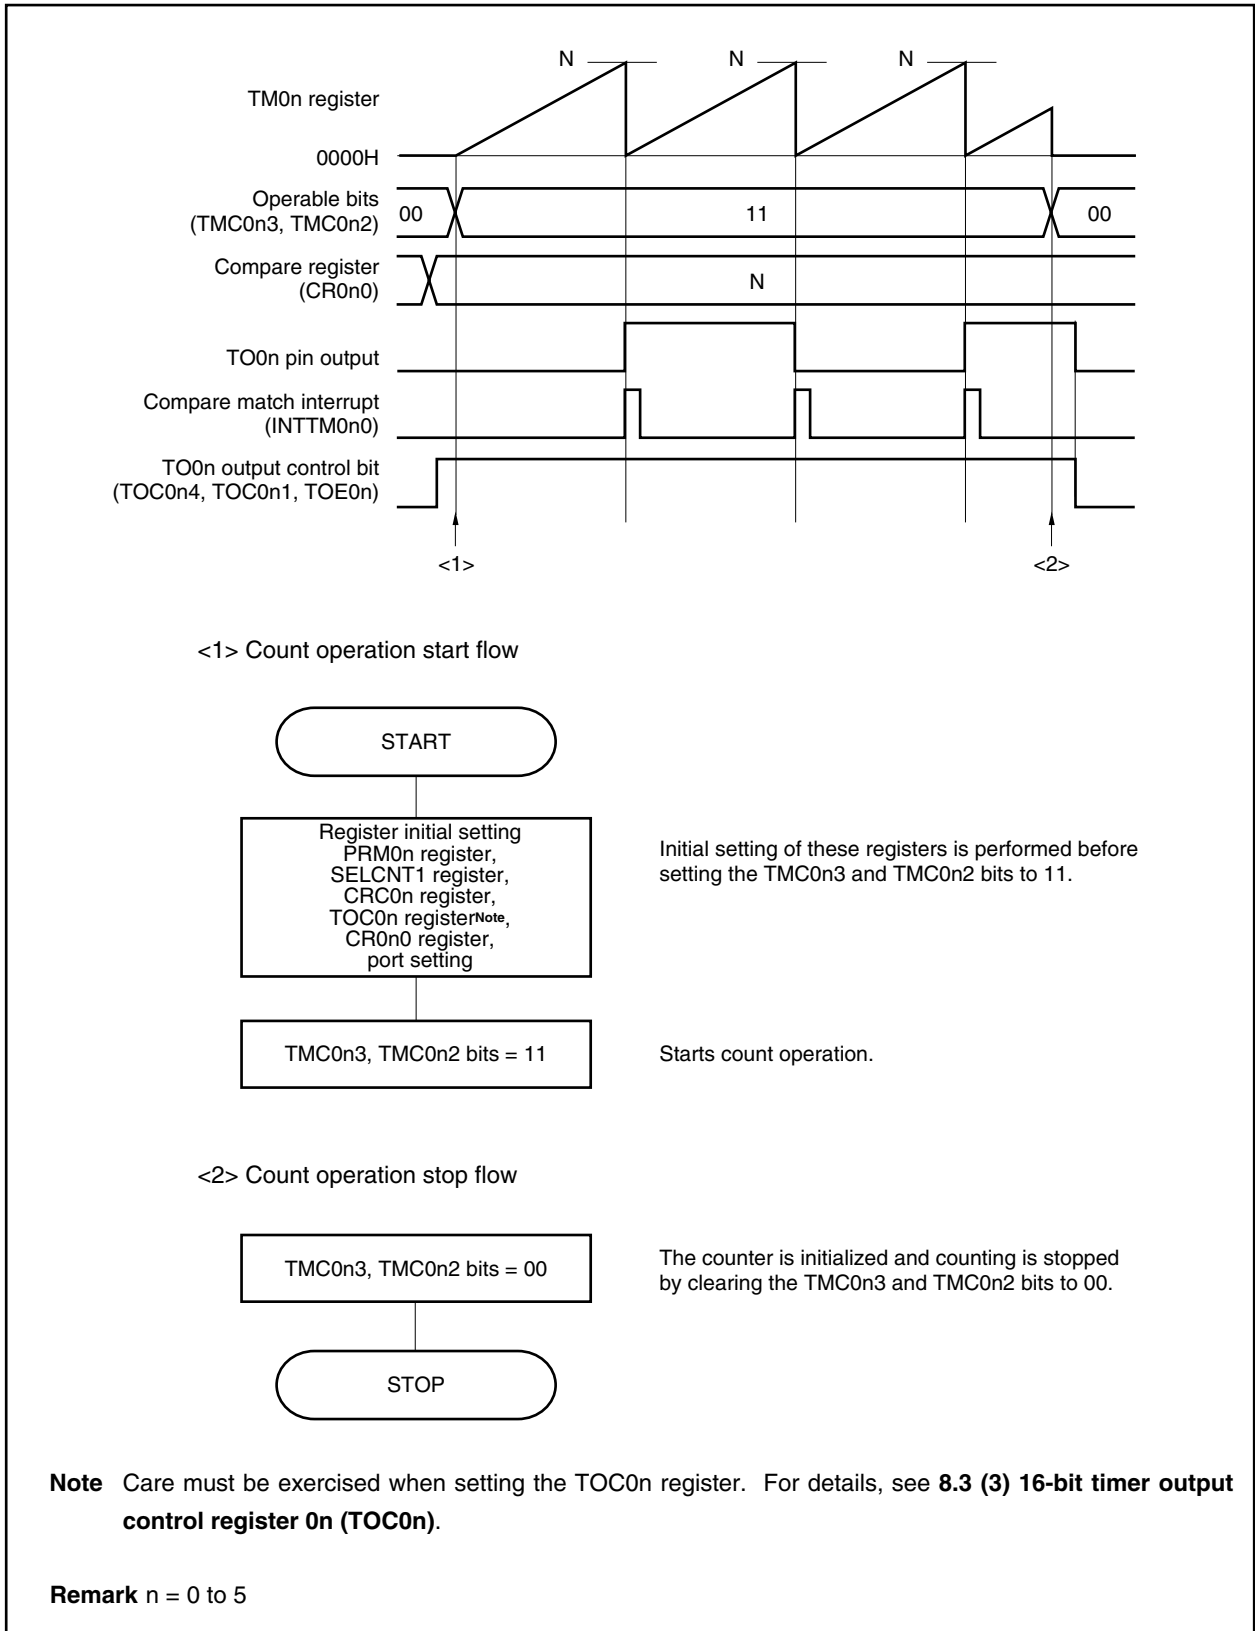 N N N
TM0n register
0000H
Operable bits
(TMC0n3, TMC0n2)
00 11 00
Compare register
(CR0n0)
N
TO0n pin output
Compare match interrupt
(INTTM0n0)
TO0n output control bit
(TOC0n4, TOC0n1, TOE0n)
<1> <2>
<1> Count operation start flow
START
Register initial setting
PRM0n register,
SELCNT1 register,
CRC0n register,
TOC0n registerNote,
CR0n0 register,
port setting
Initial setting of these registers is performed before
setting the TMC0n3 and TMC0n2 bits to 11.
TMC0n3, TMC0n2 bits = 11
Starts count operation.
<2> Count operation stop flow
TMC0n3, TMC0n2 bits = 00
The counter is initialized and counting is stopped
by clearing the TMC0n3 and TMC0n2 bits to 00.
STOP
Note Care must be exercised when setting the TOC0n register. For details, see 8.3 (3) 16-bit timer output
control register 0n (TOC0n).
Remark n = 0 to 5